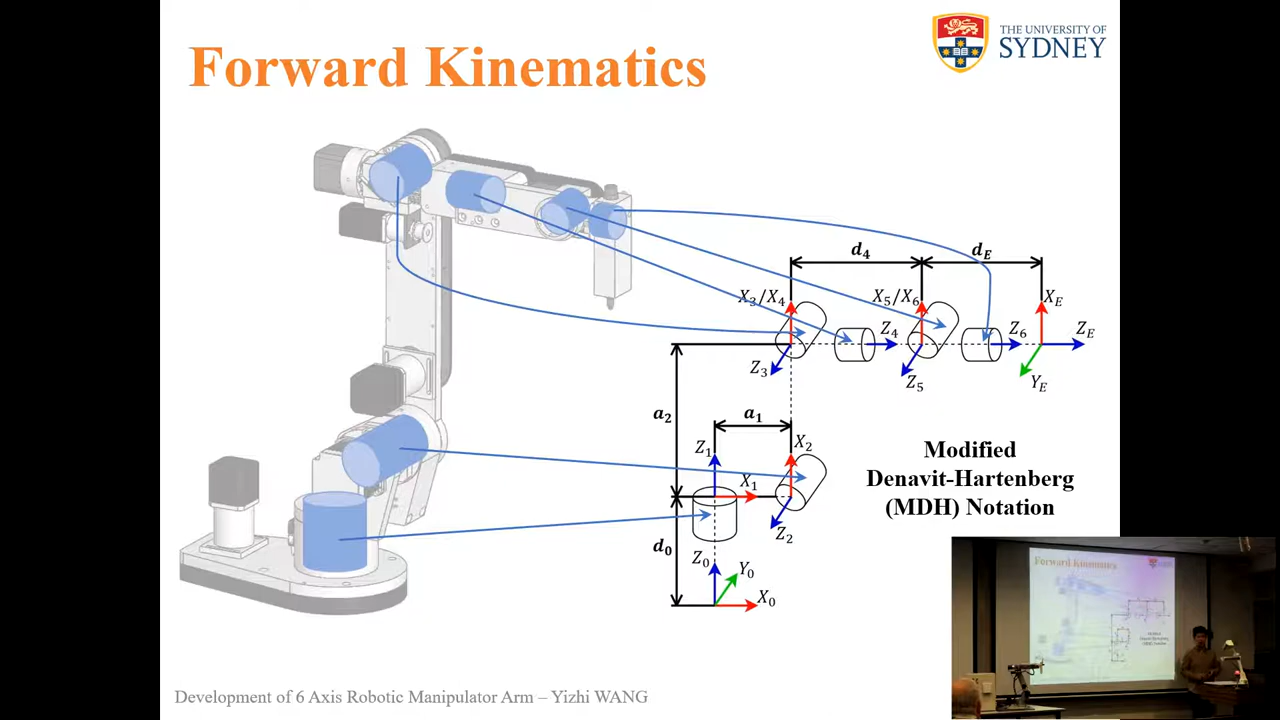 Forward Kinematics
THE UNIVERSITY OF
SYDNEY
d4
dE
X3/X4
X5/X6
XE
Z4
Z6
ZE
Z3
Z5
YE
a2
a1
Z1
X2
X1
Modified
Denavit-Hartenberg
(MDH) Notation
Z2
d0
Z0
Y0
X0
Forward Kinematics
Development of 6 Axis Robotic Manipulator Arm – Yizhi WANG